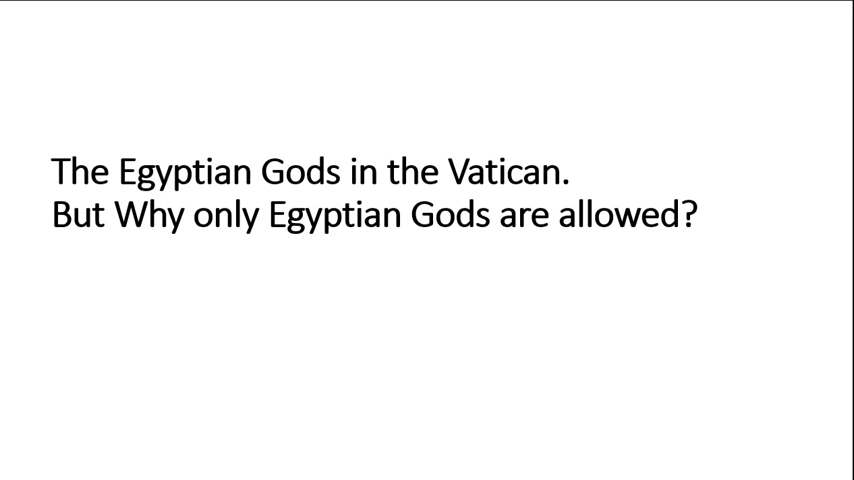 The Egyptian Gods in the Vatican.
But Why only Egyptian Gods are allowed?